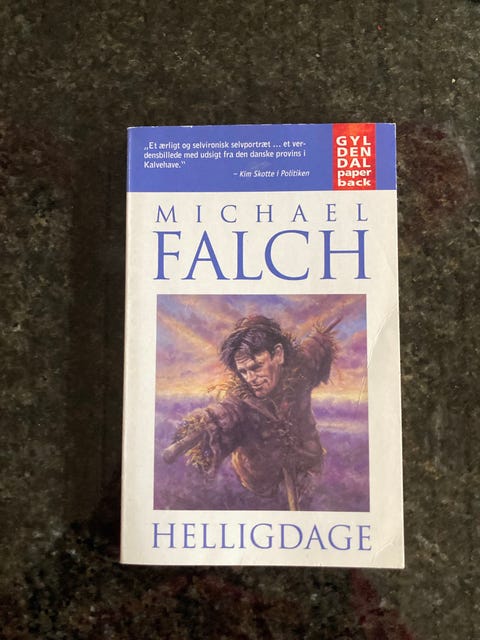 „Et ærligt og selvironisk selvportræt ... et ver-
densbillede med udsigt fra den danske provins i
Kalvehave.“
– Kim Skotte i Politiken
GYL
DEN
DAL
paper
back
MICHAEL
FALCH
HELLIGDAGE